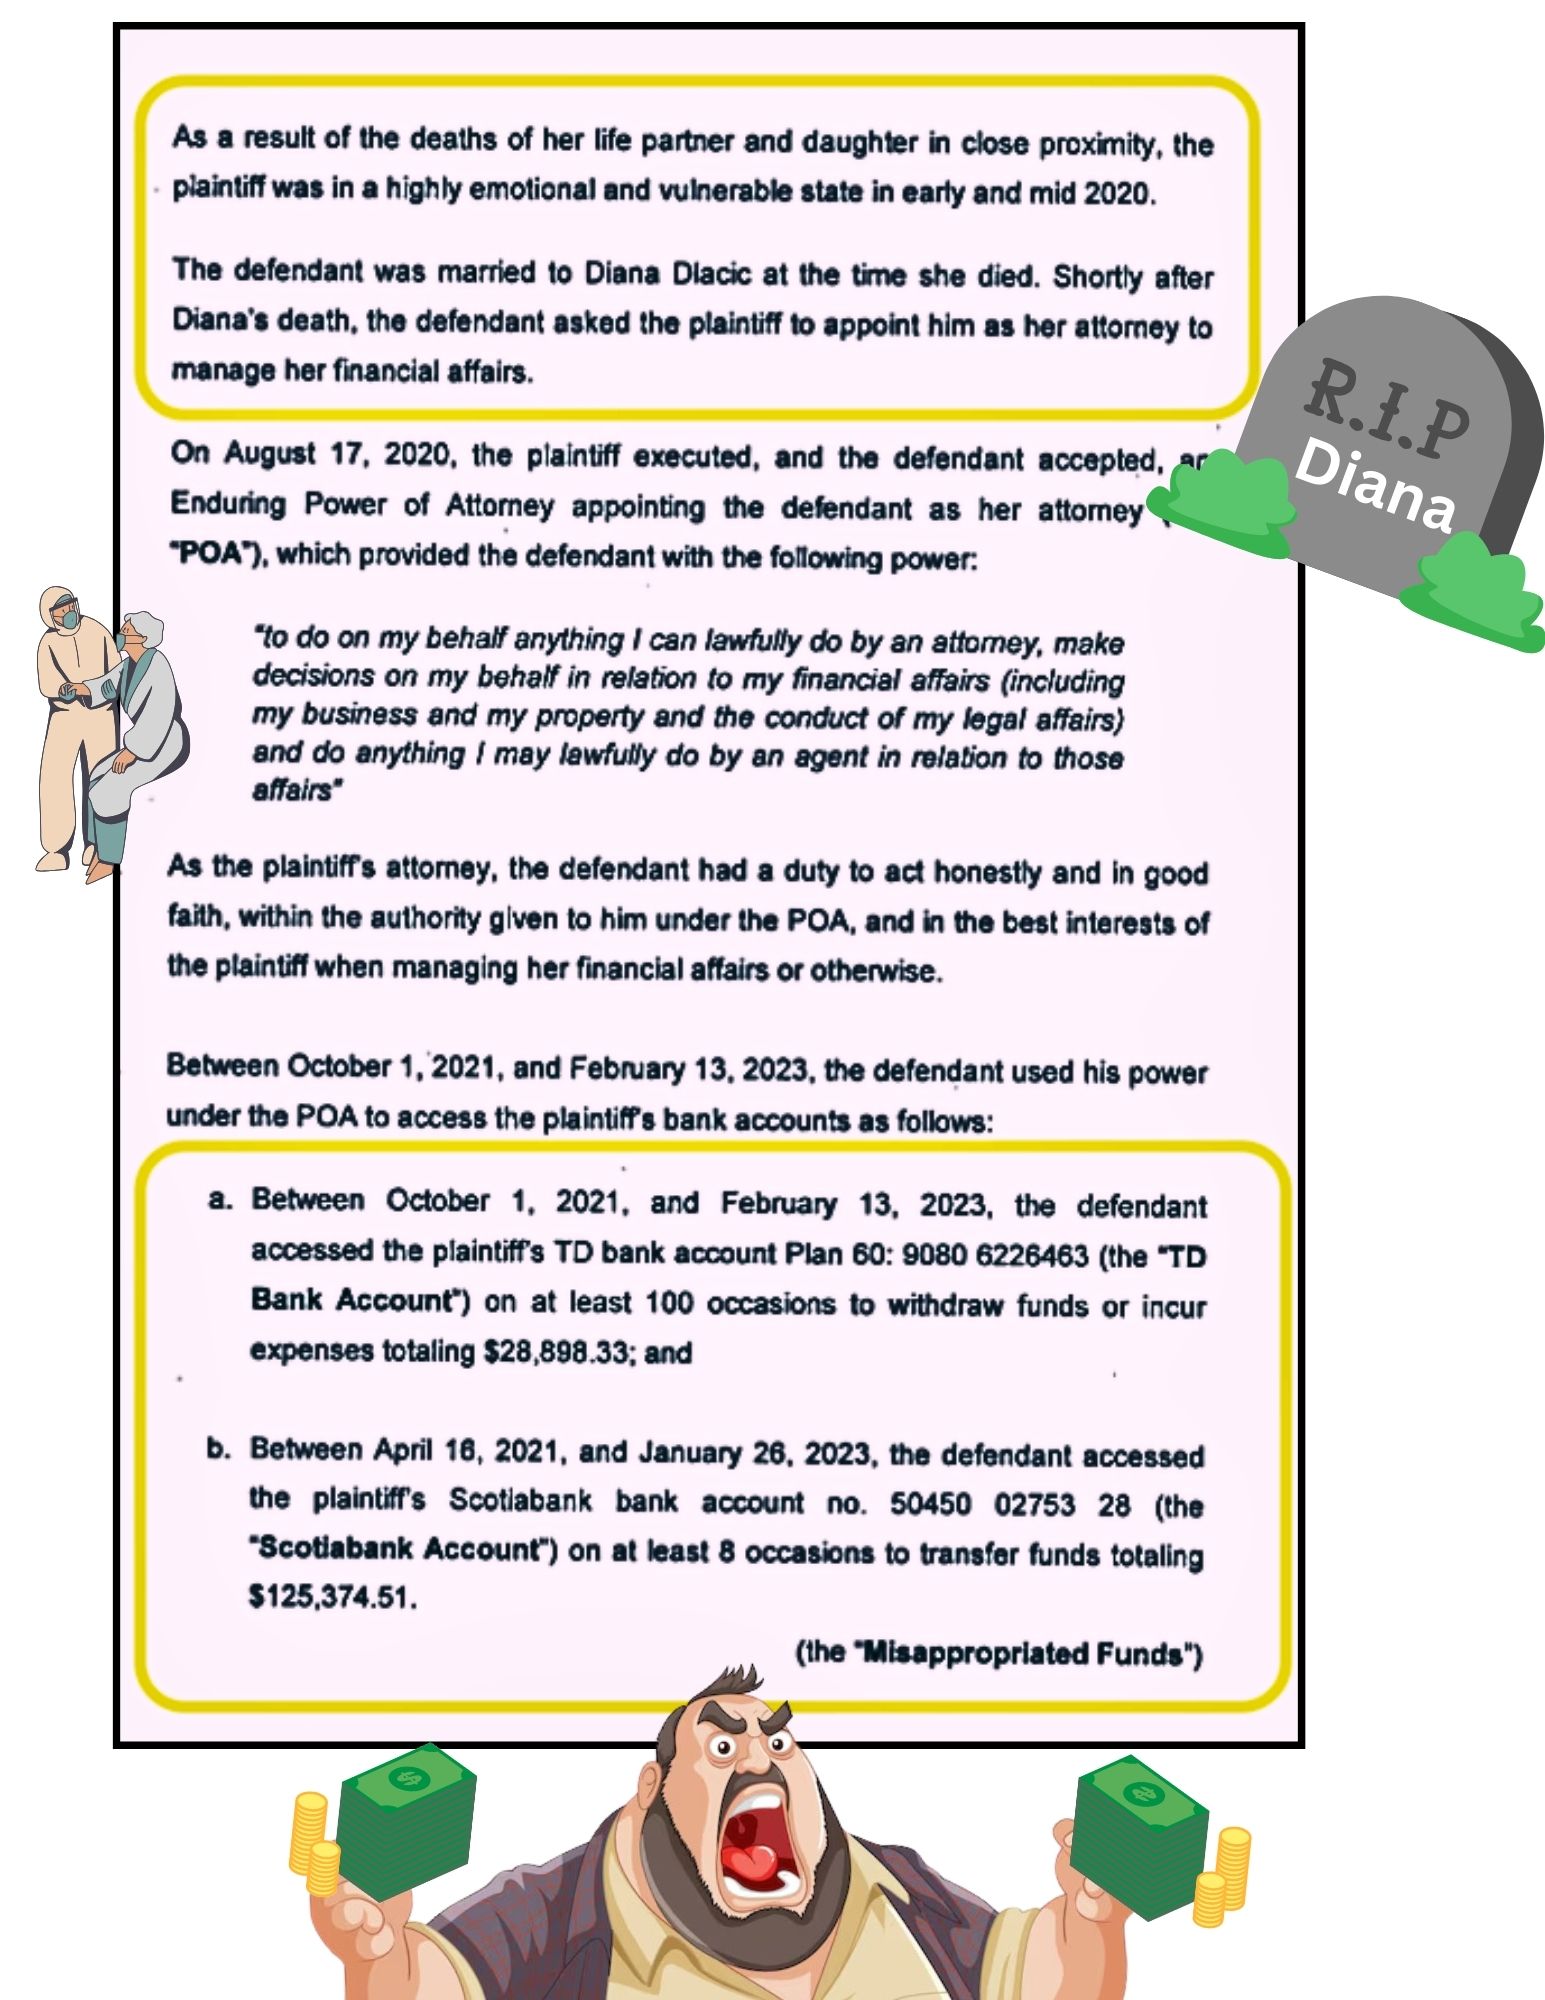 As a result of the deaths of her life partner and daughter in close proximity, the
plaintiff was in a highly emotional and vulnerable state in early and mid 2020.
The defendant was married to Diana Dlacic at the time she died. Shortly after
Diana's death, the defendant asked the plaintiff to appoint him as her attorney to
manage her financial affairs.
R.I.P
Diana
On August 17, 2020, the plaintiff executed, and the defendant accepted,
Enduring Power of Attorney appointing the defendant as her attorney
"POA"), which provided the defendant with the following power:
"to do on my behalf anything I can lawfully do by an attorney, make
decisions on my behalf in relation to my financial affairs (including
my business and my property and the conduct of my legal affairs)
and do anything I may lawfully do by an agent in relation to those
affairs"
As the plaintiff's attorney, the defendant had a duty to act honestly and in good
faith, within the authority given to him under the POA, and in the best interests of
the plaintiff when managing her financial affairs or otherwise.
Between October 1, 2021, and February 13, 2023, the defendant used his power
under the POA to access the plaintiff's bank accounts as follows:
a. Between October 1, 2021, and February 13, 2023, the defendant
accessed the plaintiff's TD bank account Plan 60: 9080 6226463 (the "TD
Bank Account") on at least 100 occasions to withdraw funds or incur
expenses totaling $28,898.33; and
b. Between April 16, 2021, and January 26, 2023, the defendant accessed
the plaintiff's Scotiabank bank account no. 50450 02753 28 (the
"Scotiabank Account") on at least 8 occasions to transfer funds totaling
$125,374.51.
(the "Misappropriated Funds")